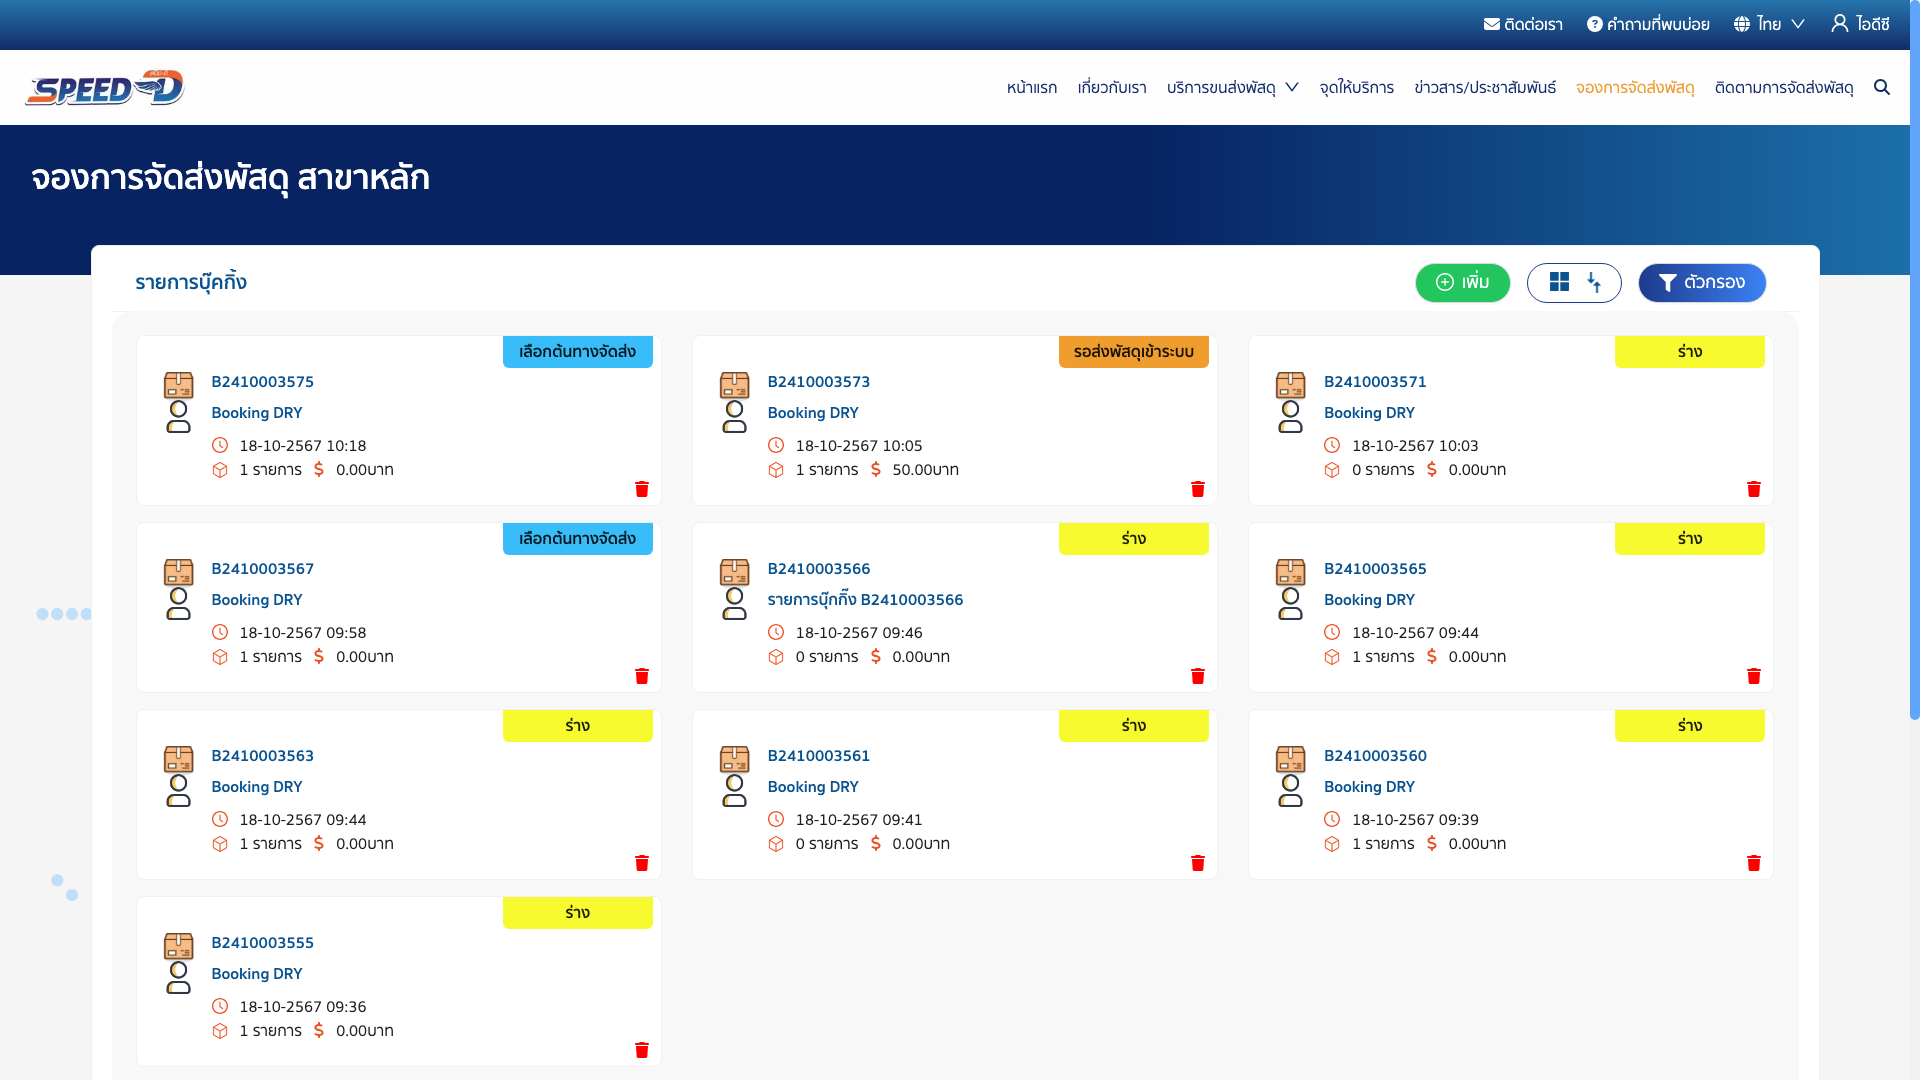 ติดต่อเรา คำถามที่พบบ่อย ไทย ไอดีซี
SPEED-D
หน้าแรก เกี่ยวกับเรา บริการขนส่งพัสดุ จุดให้บริการ ข่าวสาร/ประชาสัมพันธ์ จองการจัดส่งพัสดุ ติดตามการจัดส่งพัสดุ
จองการจัดส่งพัสดุ สาขาหลัก
รายการบุ๊คกิ้ง
เพิ่ม ตัวกรอง
เลือกต้นทางจัดส่ง
B2410003575
Booking DRY
18-10-2567 10:18
1 รายการ 0.00บาท
รอส่งพัสดุเข้าระบบ
B2410003573
Booking DRY
18-10-2567 10:05
1 รายการ 50.00บาท
ร่าง
B2410003571
Booking DRY
18-10-2567 10:03
0 รายการ 0.00บาท
เลือกต้นทางจัดส่ง
B2410003567
Booking DRY
18-10-2567 09:58
1 รายการ 0.00บาท
ร่าง
B2410003566
รายการบุ๊กกิ๊ง B2410003566
18-10-2567 09:46
0 รายการ 0.00บาท
ร่าง
B2410003565
Booking DRY
18-10-2567 09:44
1 รายการ 0.00บาท
ร่าง
B2410003563
Booking DRY
18-10-2567 09:44
1 รายการ 0.00บาท
ร่าง
B2410003561
Booking DRY
18-10-2567 09:41
0 รายการ 0.00บาท
ร่าง
B2410003560
Booking DRY
18-10-2567 09:39
1 รายการ 0.00บาท
ร่าง
B2410003555
Booking DRY
18-10-2567 09:36
1 รายการ 0.00บาท